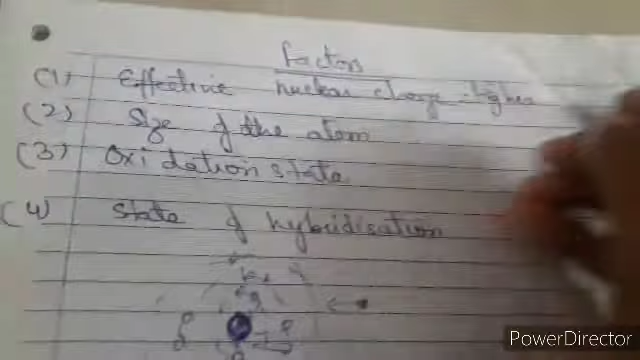 Factors
(1) Effective nuclear charge higher
(2) Size of the atom
(3) Oxidation state
(4) State of hybridisation
PowerDirector